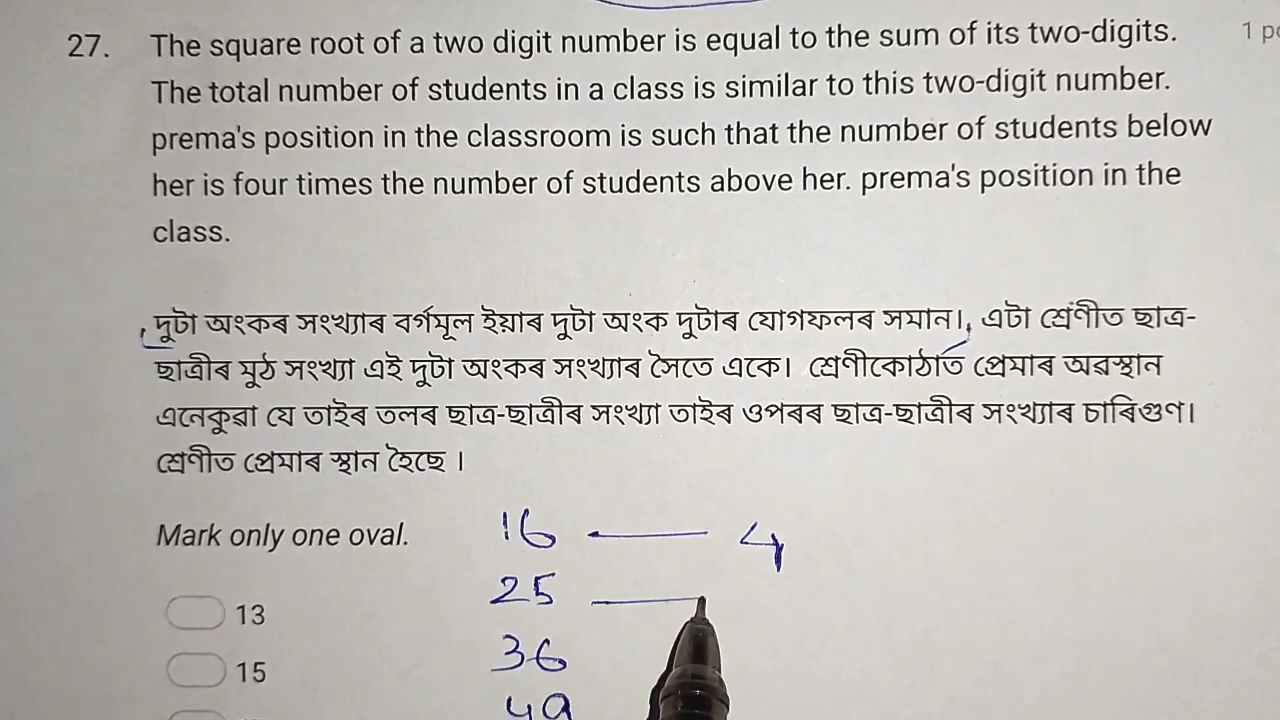 27. The square root of a two digit number is equal to the sum of its two-digits. 1
The total number of students in a class is similar to this two-digit number.
prema's position in the classroom is such that the number of students below
her is four times the number of students above her. prema's position in the
class.
দুটা অংকৰ সংখ্যাৰ বৰ্গমূল ইয়াৰ দুটা অংক দুটাৰ যোগফলৰ সমান।, এটা শ্ৰেণীত ছাত্ৰ-
ছাত্ৰীৰ মুঠ সংখ্যা এই দুটা অংকৰ সংখ্যাৰ সৈতে একে। শ্ৰেণীকোঠাত প্ৰেমাৰ অৱস্থান
এনেকুৱা যে তাইৰ তলৰ ছাত্ৰ-ছাত্ৰীৰ সংখ্যা তাইৰ ওপৰৰ ছাত্ৰ-ছাত্ৰীৰ সংখ্যাৰ চাৰিগুণ।
শ্ৰেণীত প্ৰেমাৰ স্থান হৈছে ।
Mark only one oval. 16 — 4
25 —
13
36
15
49